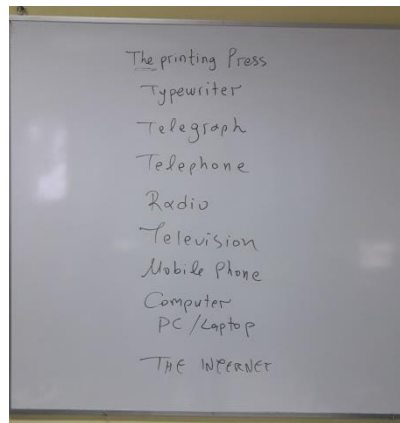 The printing Press
Typewriter
Telegraph
Telephone
Radio
Television
Mobile Phone
Computer
PC/Laptop
THE INTERNET